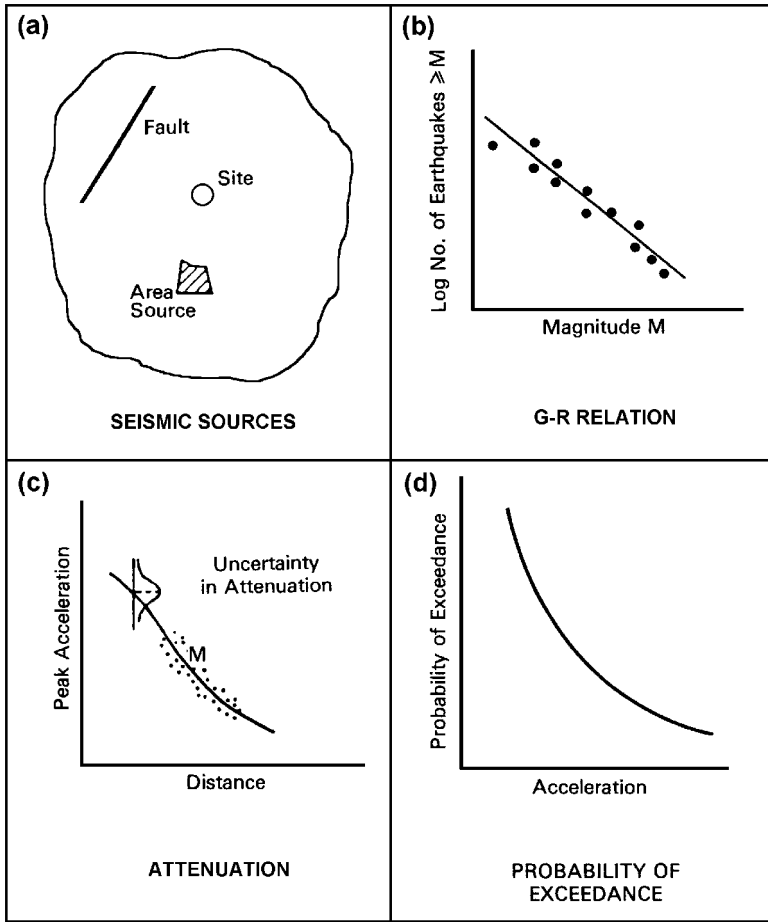 (a)
Fault
Site
Area
Source
SEISMIC SOURCES
(b)
Log No. of Earthquakes ⩾ M
Magnitude M
G-R RELATION
(c)
Peak Acceleration
Uncertainty
in Attenuation
M
Distance
ATTENUATION
(d)
Probability of Exceedance
Acceleration
PROBABILITY OF
EXCEEDANCE